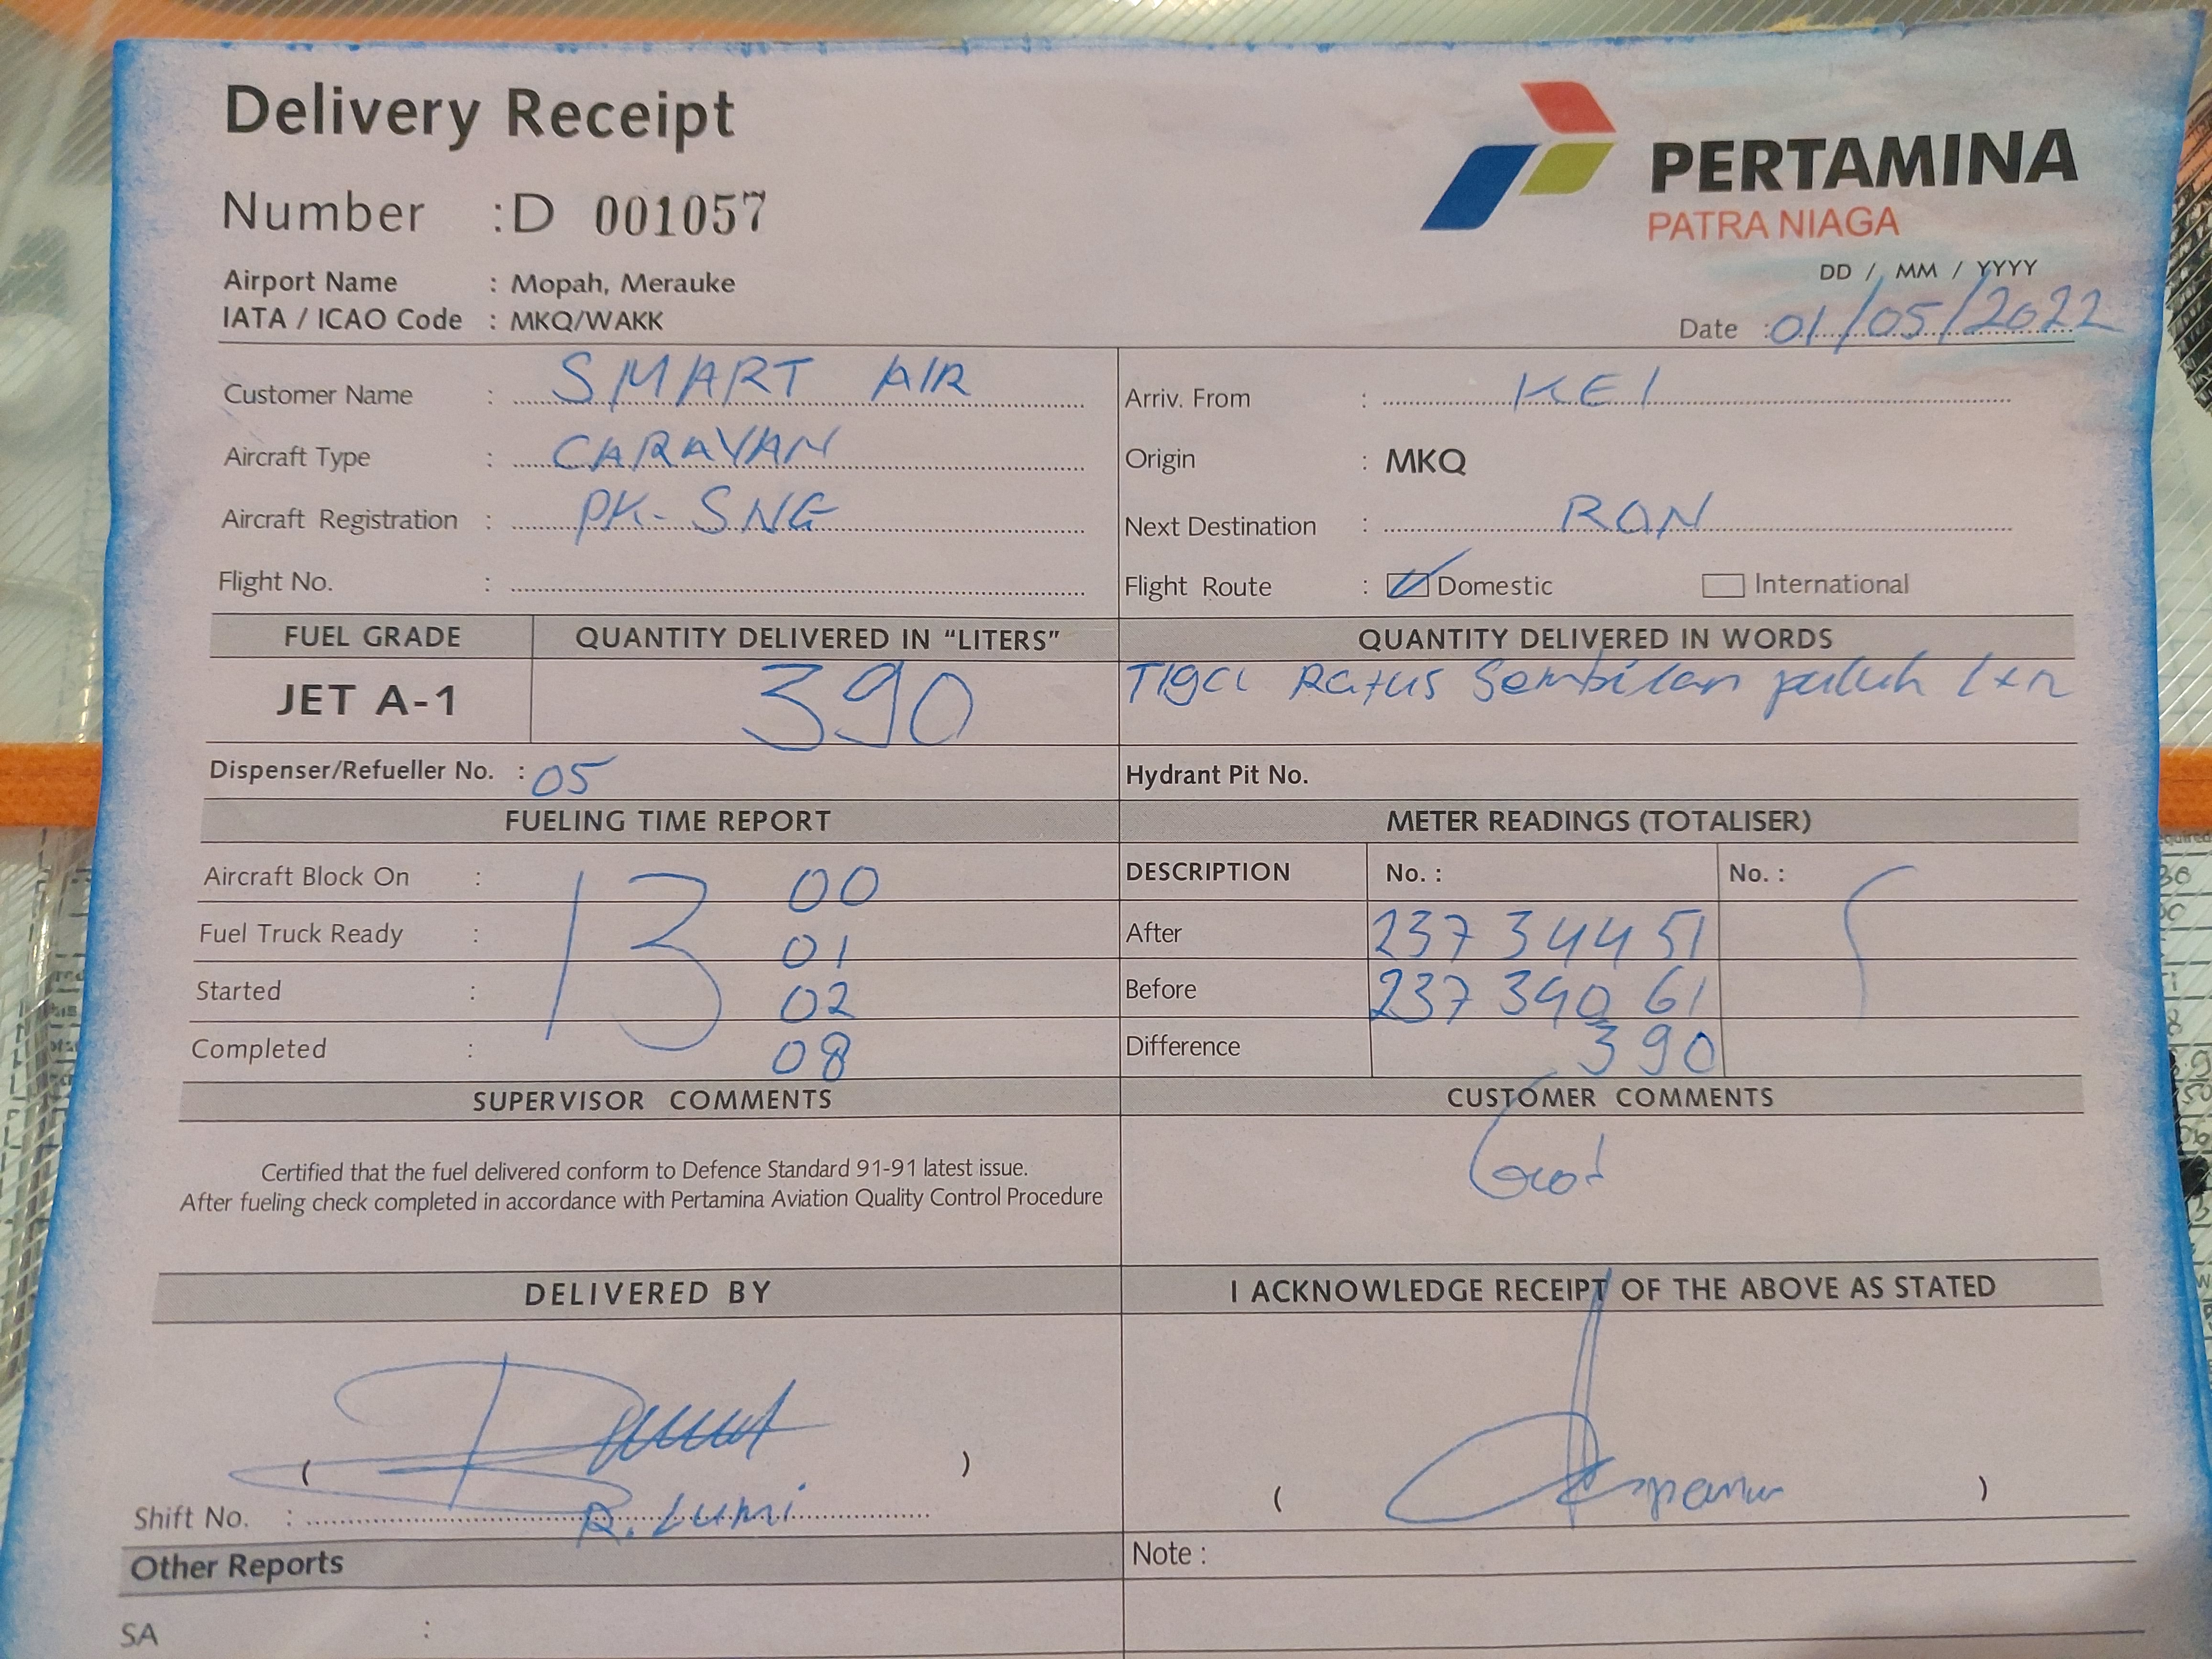 Delivery Receipt
Number : D 001057
PERTAMINA
PATRA NIAGA
Airport Name : Mopah, Merauke
IATA / ICAO Code : MKQ/WAKK
DD / MM / YYYY
Date : 01/05/2022
Customer Name : SMART AIR
Aircraft Type : CARAVAN
Aircraft Registration : PK-SNG
Flight No. :
Arriv. From : KEI
Origin : MKQ
Next Destination : RON
Flight Route : Domestic International
FUEL GRADE QUANTITY DELIVERED IN “LITERS” QUANTITY DELIVERED IN WORDS
JET A-1 390 Tiga Ratus Sembilan puluh
Dispenser/Refueller No. : 05 Hydrant Pit No.
FUELING TIME REPORT
Aircraft Block On : 13 00
Fuel Truck Ready : 01
Started : 02
Completed : 08
METER READINGS (TOTALISER)
DESCRIPTION No. : No. :
After 237 344 51
Before 237 340 61
Difference 390
SUPERVISOR COMMENTS
Certified that the fuel delivered conform to Defence Standard 91-91 latest issue.
After fueling check completed in accordance with Pertamina Aviation Quality Control Procedure
CUSTOMER COMMENTS
Good
DELIVERED BY
( )
Shift No. : R. Lumi
I ACKNOWLEDGE RECEIPT OF THE ABOVE AS STATED
( )
Other Reports
Note :
SA :